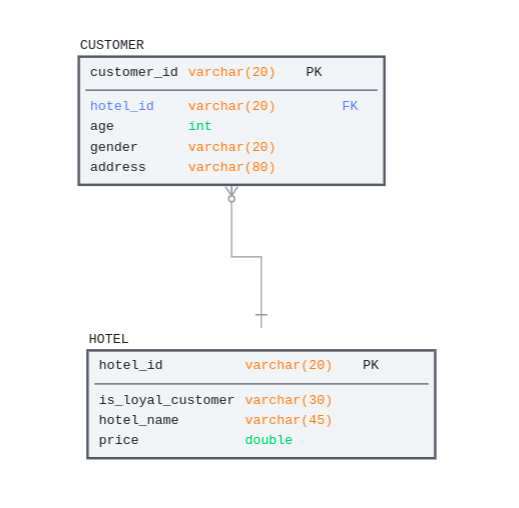 CUSTOMER
customer_id varchar(20) PK
hotel_id varchar(20) FK
age int
gender varchar(20)
address varchar(80)
HOTEL
hotel_id varchar(20) PK
is_loyal_customer varchar(30)
hotel_name varchar(45)
price double